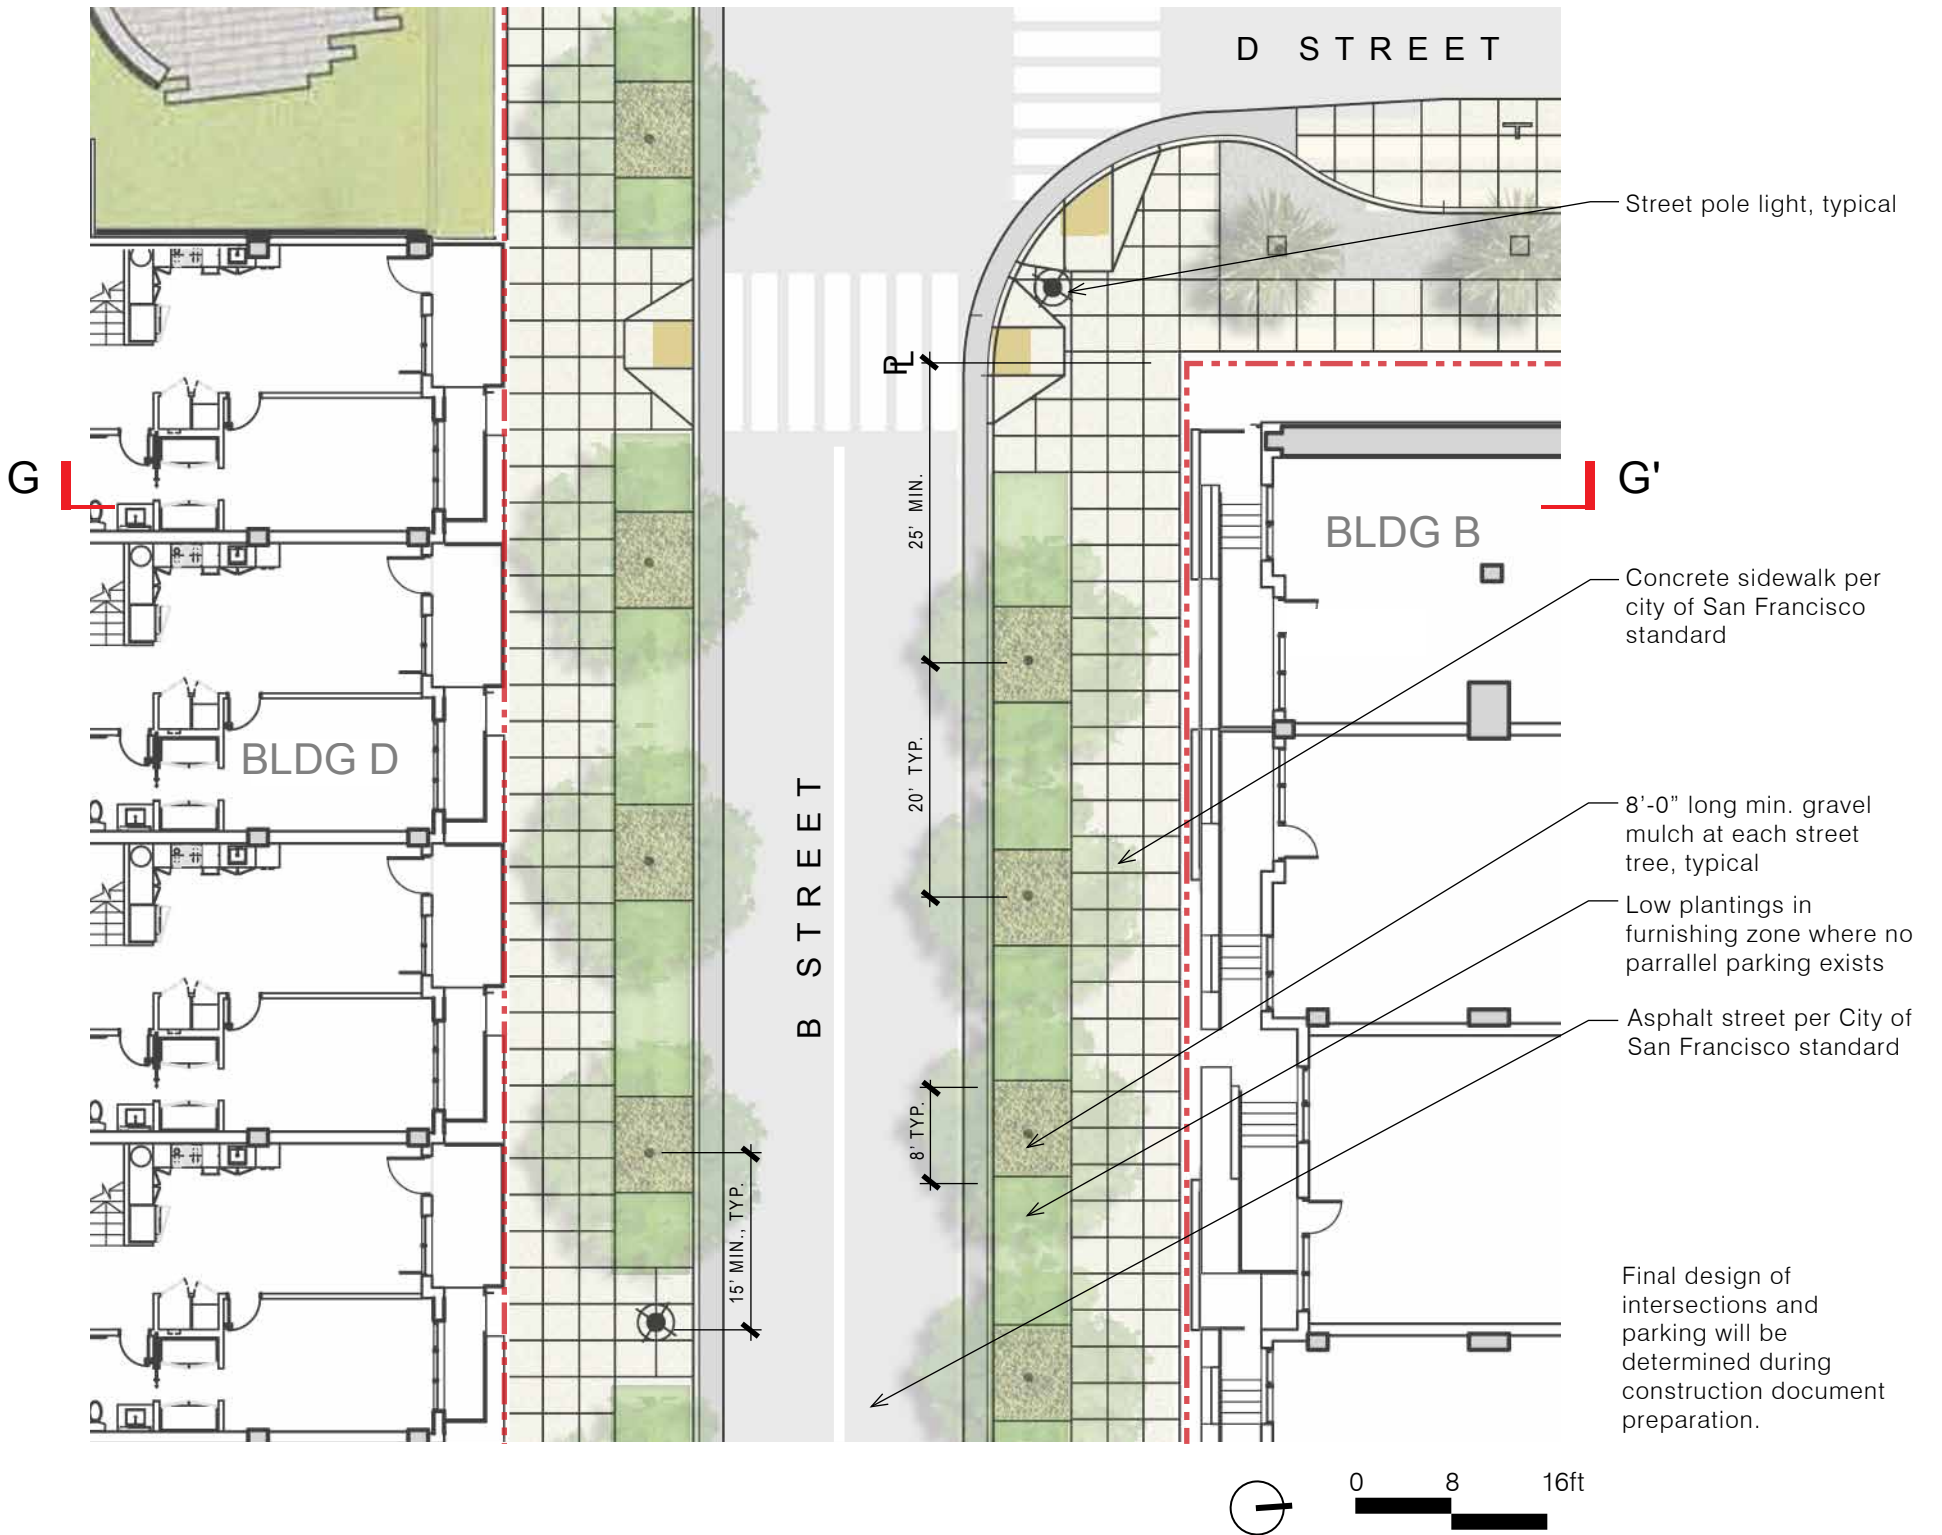 D STREET
Street pole light, typical
PL
G
G'
25' MIN.
BLDG B
Concrete sidewalk per
city of San Francisco
standard
BLDG D
20' TYP.
B STREET
8'-0" long min. gravel
mulch at each street
tree, typical
Low plantings in
furnishing zone where no
parrallel parking exists
Asphalt street per City of
San Francisco standard
8' TYP.
15' MIN., TYP.
Final design of
intersections and
parking will be
determined during
construction document
preparation.
0 8 16ft